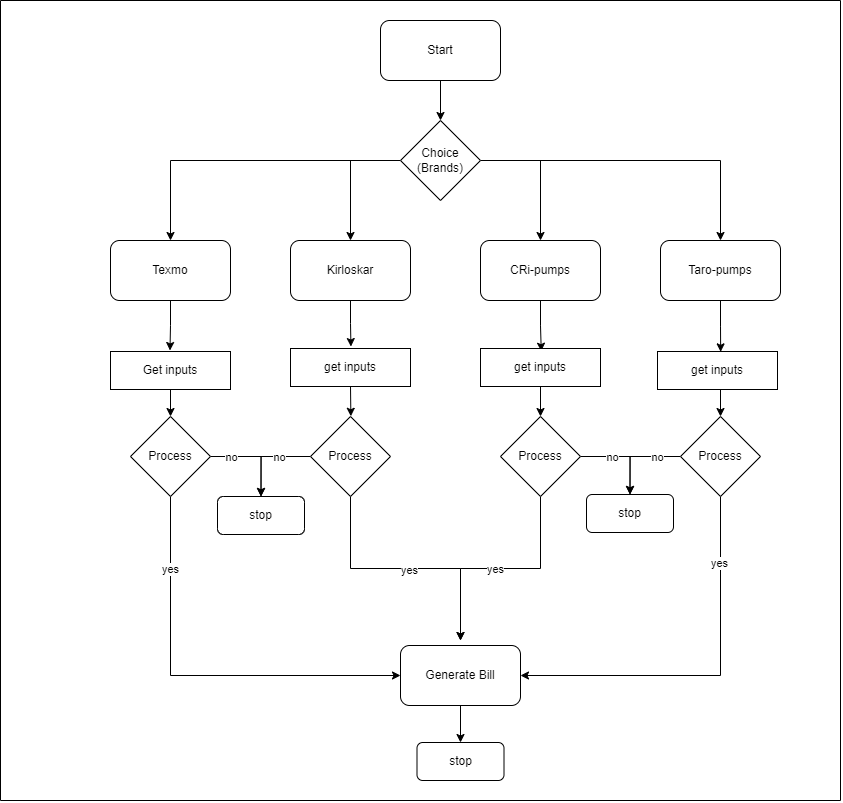 Start
Choice
(Brands)
Texmo
Kirloskar
CRi-pumps
Taro-pumps
Get inputs
get inputs
get inputs
get inputs
Process
no
no
Process
Process
no
no
Process
stop
stop
yes
yes
yes
yes
Generate Bill
stop